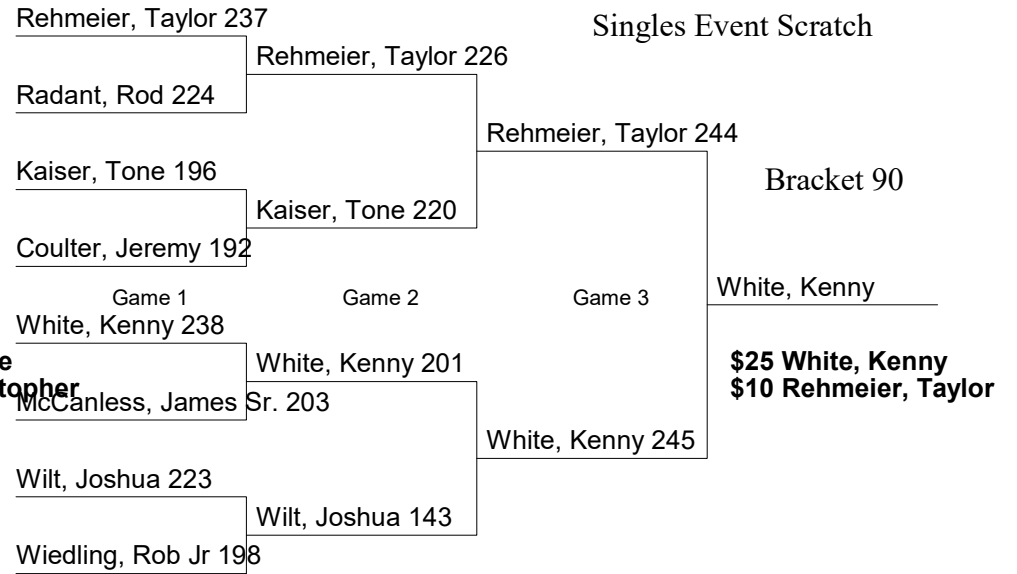 Rehmeier, Taylor 237
Singles Event Scratch
Rehmeier, Taylor 226
Radant, Rod 224
Rehmeier, Taylor 244
Kaiser, Tone 196
Bracket 90
Kaiser, Tone 220
Coulter, Jeremy 192
Game 1
Game 2
Game 3
White, Kenny
White, Kenny 238
e
White, Kenny 201
$25 White, Kenny
topher
$10 Rehmeier, Taylor
McCanless, James Sr. 203
White, Kenny 245
Wilt, Joshua 223
Wilt, Joshua 143
Wiedling, Rob Jr 198